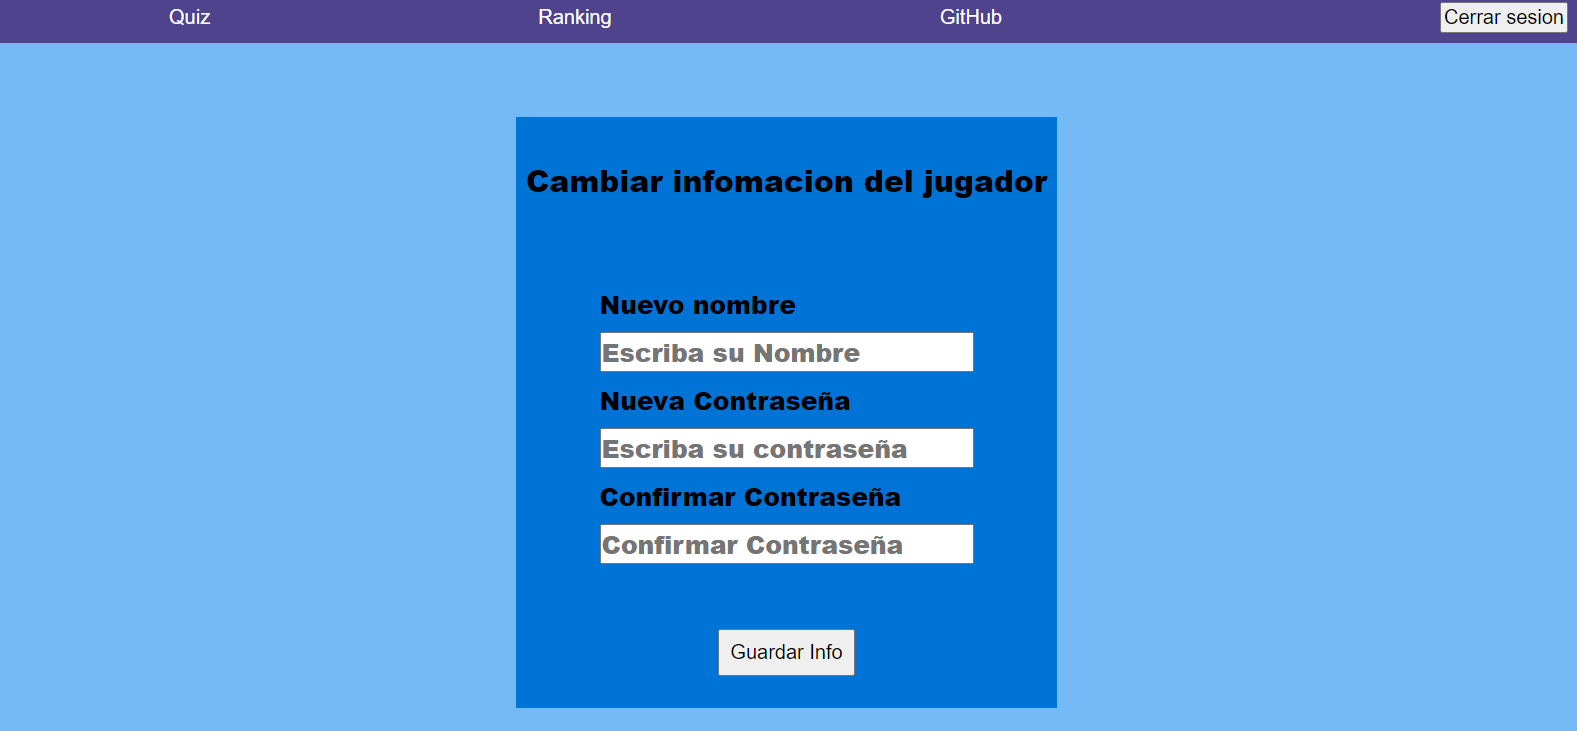 Quiz Ranking GitHub Cerrar sesion
Cambiar infomacion del jugador
Nuevo nombre
Escriba su Nombre
Nueva Contraseña
Escriba su contraseña
Confirmar Contraseña
Confirmar Contraseña
Guardar Info